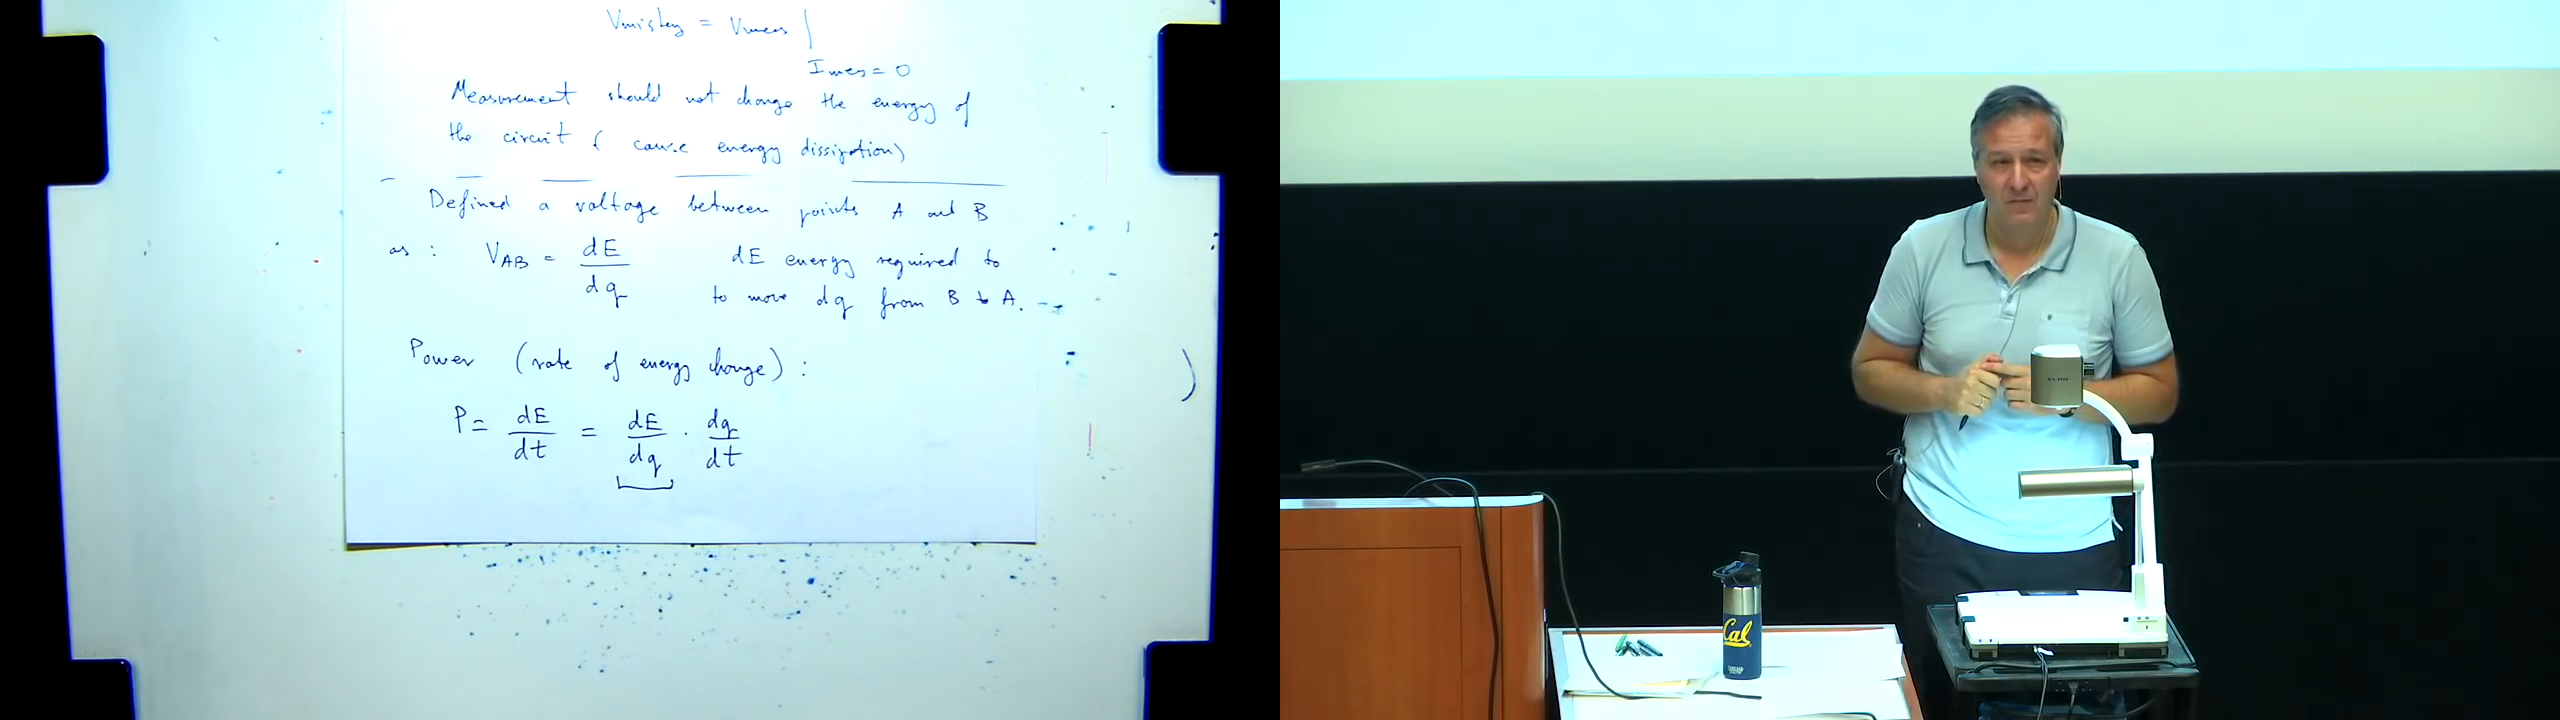 Vmistery = Vmeas |
Imeas = 0
Measurement should not change the energy of
the circuit ( cause energy dissipation)
Defined a voltage between points A and B
as : VAB = dE/dq dE energy required to
to move dq from B to A.
Power (rate of energy change) :
P = dE/dt = dE/dq · dq/dt
Cal